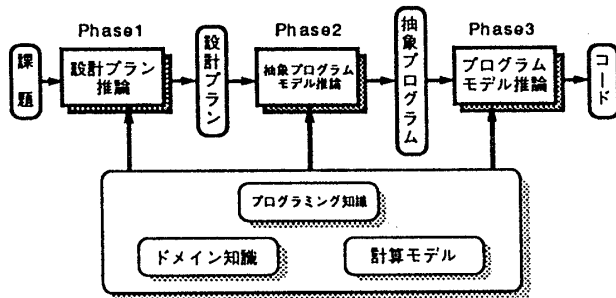 Phase1
Phase2
Phase3
課題
設計プラン
推論
設計プラン
抽象プログラム
モデル推論
抽象プログラム
プログラム
モデル推論
コード
プログラミング知識
ドメイン知識
計算モデル